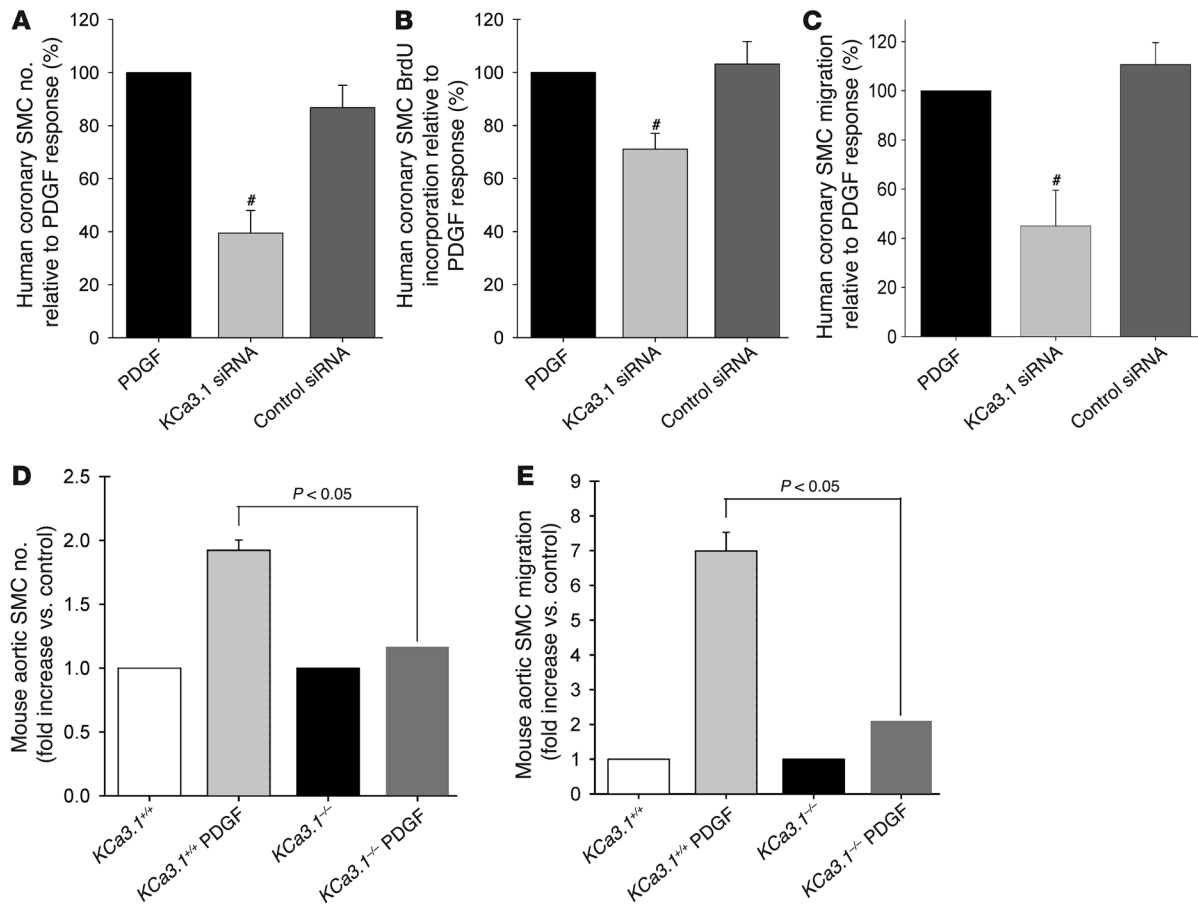 A
Human coronary SMC no.
relative to PDGF response (%)
120
100
80
60
40
20
0
#
PDGF
KCa3.1 siRNA
Control siRNA
B
Human coronary SMC BrdU
incorporation relative to
PDGF response (%)
120
100
80
60
40
20
0
#
PDGF
KCa3.1 siRNA
Control siRNA
C
Human coronary SMC migration
relative to PDGF response (%)
120
100
80
60
40
20
0
#
PDGF
KCa3.1 siRNA
Control siRNA
D
Mouse aortic SMC no.
(fold increase vs. control)
2.5
2.0
1.5
1.0
0.5
0.0
P < 0.05
KCa3.1+/+
KCa3.1+/+ PDGF
KCa3.1−/−
KCa3.1−/− PDGF
E
Mouse aortic SMC migration
(fold increase vs. control)
9
8
7
6
5
4
3
2
1
0
P < 0.05
KCa3.1+/+
KCa3.1+/+ PDGF
KCa3.1−/−
KCa3.1−/− PDGF